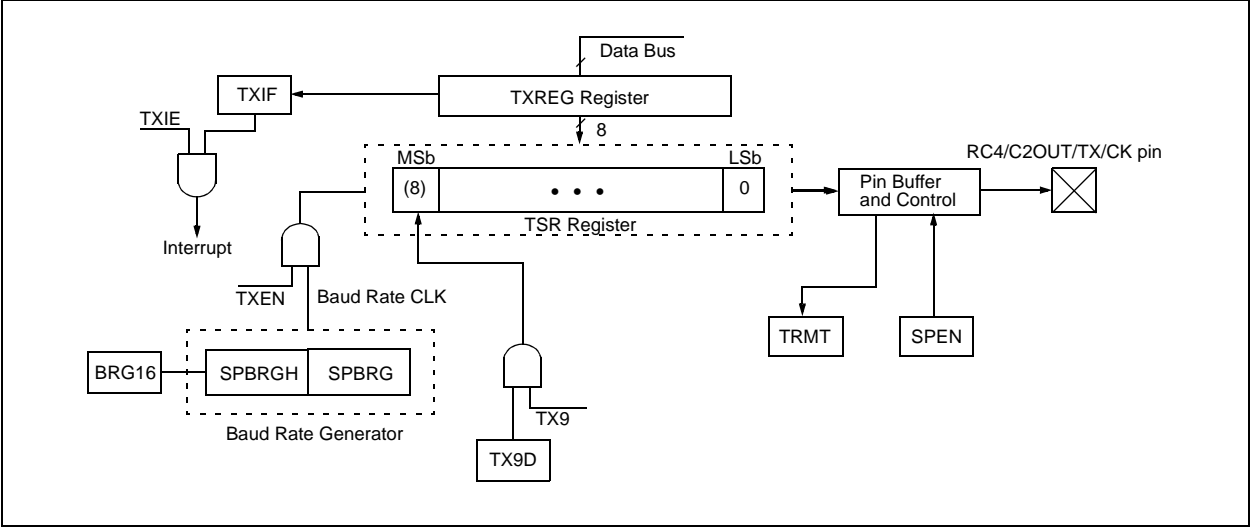 Data Bus
TXIF
TXREG Register
TXIE
8
MSb
LSb
RC4/C2OUT/TX/CK pin
(8)
• • •
0
Pin Buffer
and Control
TSR Register
Interrupt
TXEN
Baud Rate CLK
TRMT
SPEN
BRG16
SPBRGH
SPBRG
TX9
Baud Rate Generator
TX9D